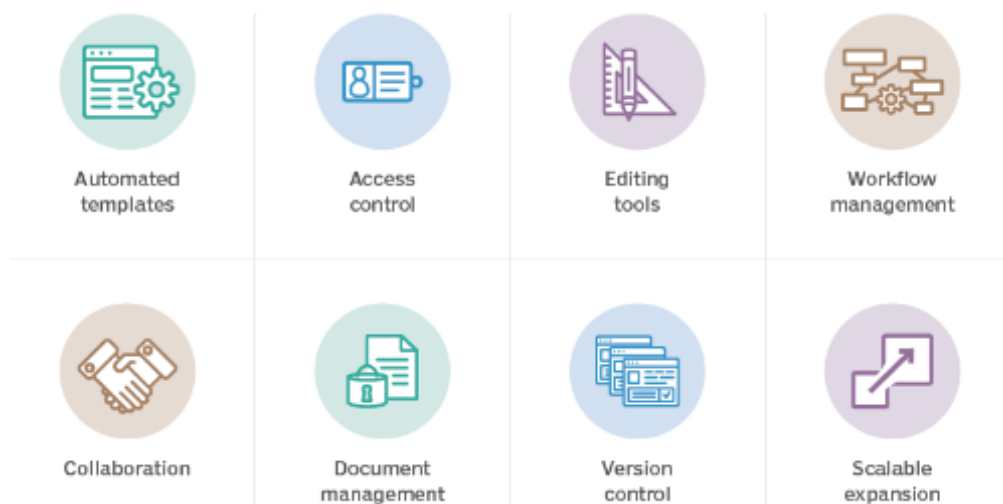 Automated
templates
Access
control
Editing
tools
Workflow
management
Collaboration
Document
management
Version
control
Scalable
expansion